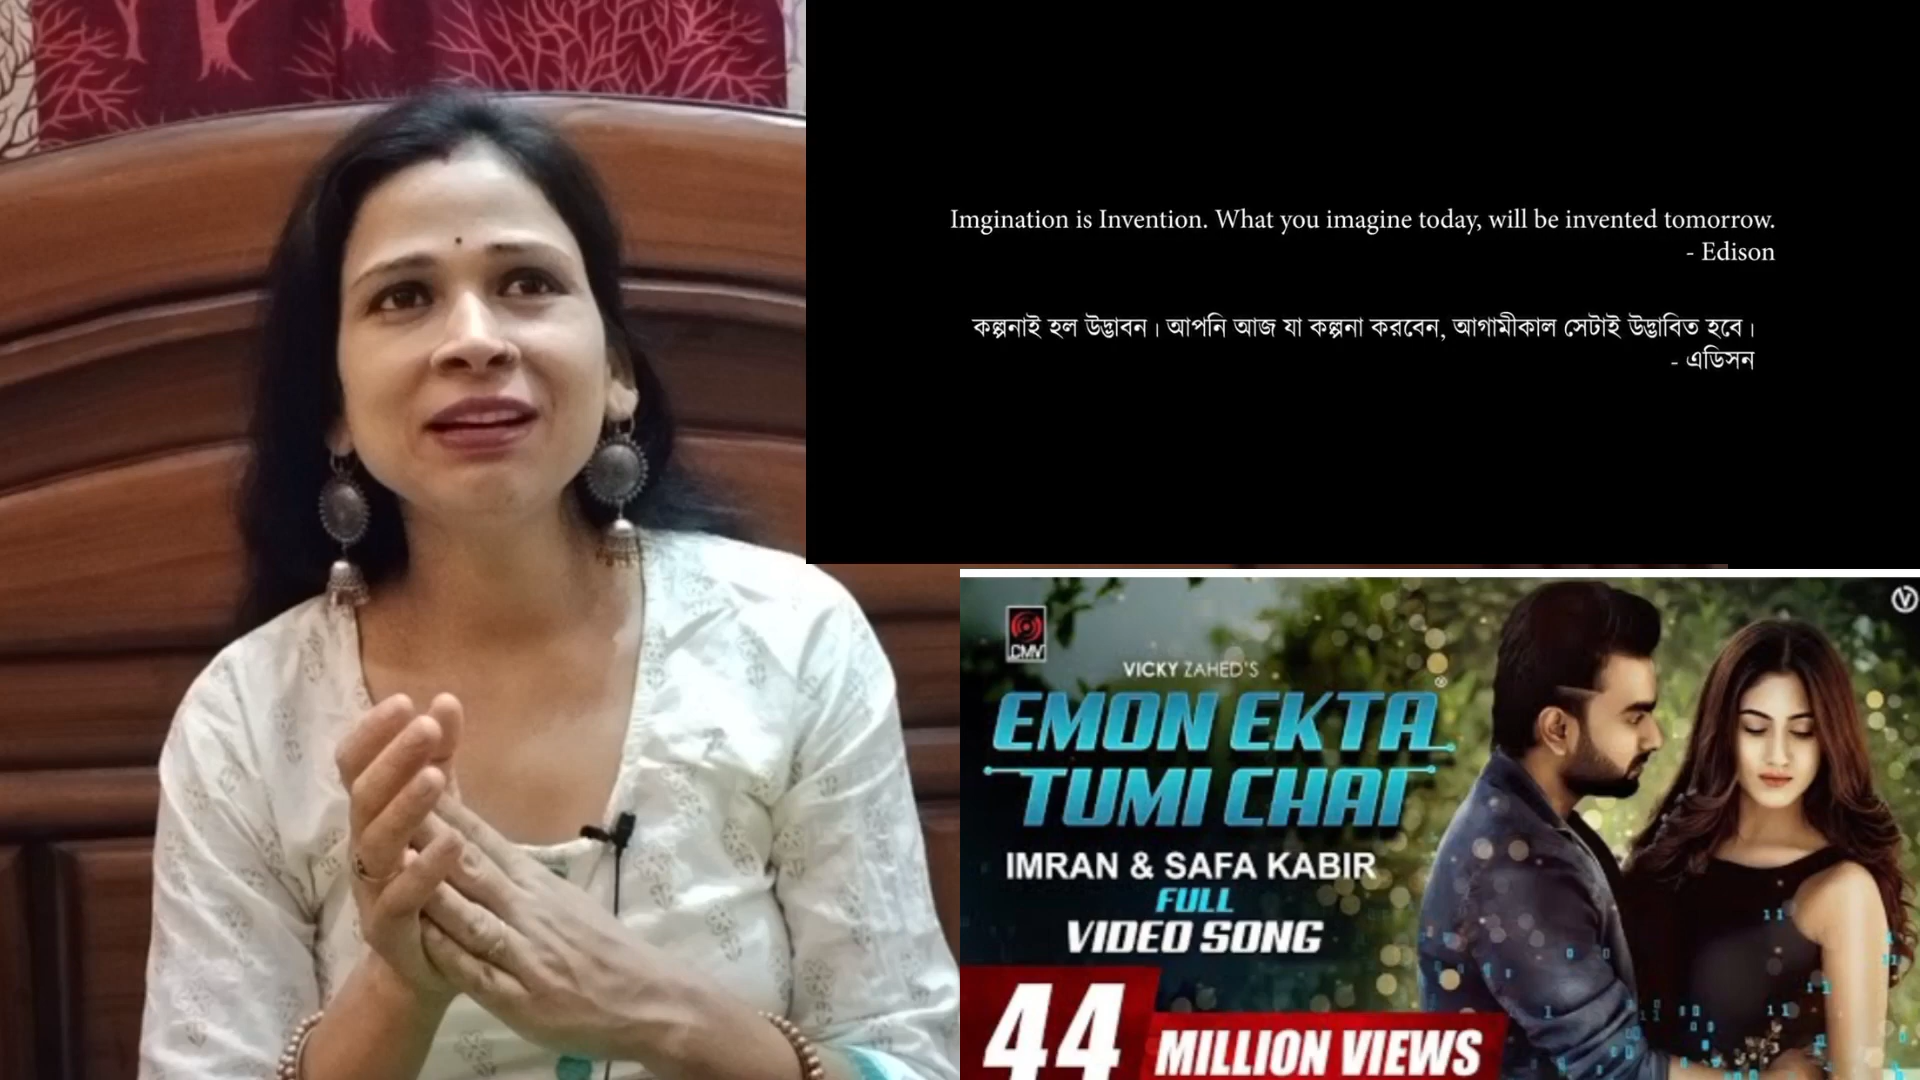 Imgination is Invention. What you imagine today, will be invented tomorrow.
- Edison
কল্পনাই হল উদ্ভাবন। আপনি আজ যা কল্পনা করবেন, আগামীকাল সেটাই উদ্ভাবিত হবে।
- এডিসন
CMV
VICKY ZAHED'S
EMON EKTA
TUMI CHAI
IMRAN & SAFA KABIR
FULL
VIDEO SONG
44 MILLION VIEWS